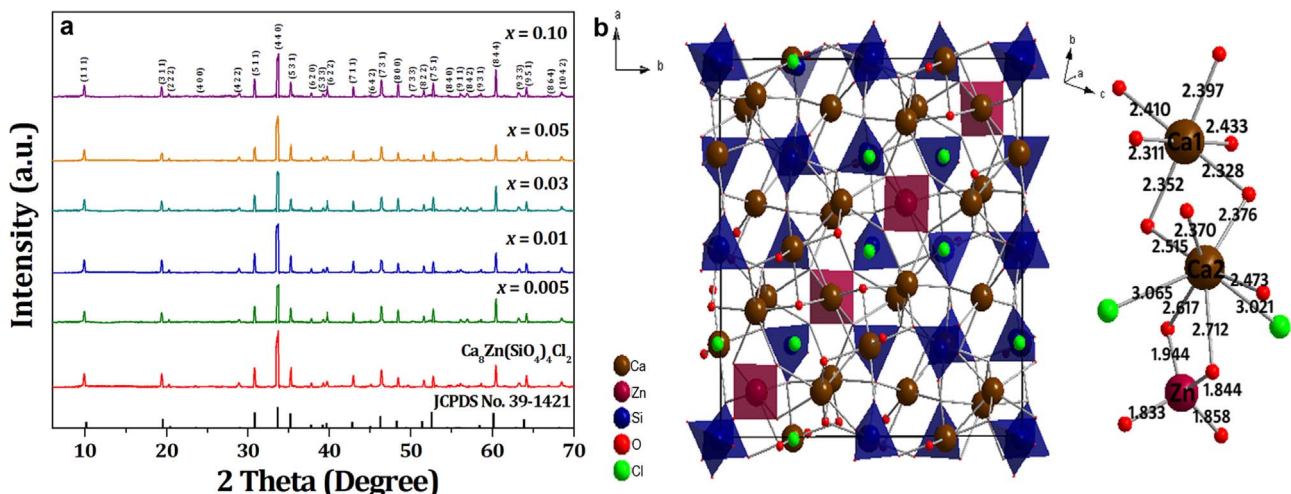 a
Intensity (a.u.)
x = 0.10
(111)
(311)
(222)
(400)
(422)
(511)
(440)
(531)
(620)
(533)
(622)
(711)
(642)
(731)
(800)
(733)
(822)
(751)
(840)
(911)
(842)
(931)
(844)
(933)
(951)
(864)
(1042)
x = 0.05
x = 0.03
x = 0.01
x = 0.005
Ca₈Zn(SiO₄)₄Cl₂
JCPDS No. 39-1421
10 20 30 40 50 60 70
2 Theta (Degree)
b
a
b
Ca
Zn
Si
O
Cl
b
a
c
2.397
2.410
2.433
Ca1
2.311
2.328
2.352
2.376
2.370
2.515
Ca2
2.473
3.065
3.021
2.617
2.712
1.944
1.844
Zn
1.833
1.858